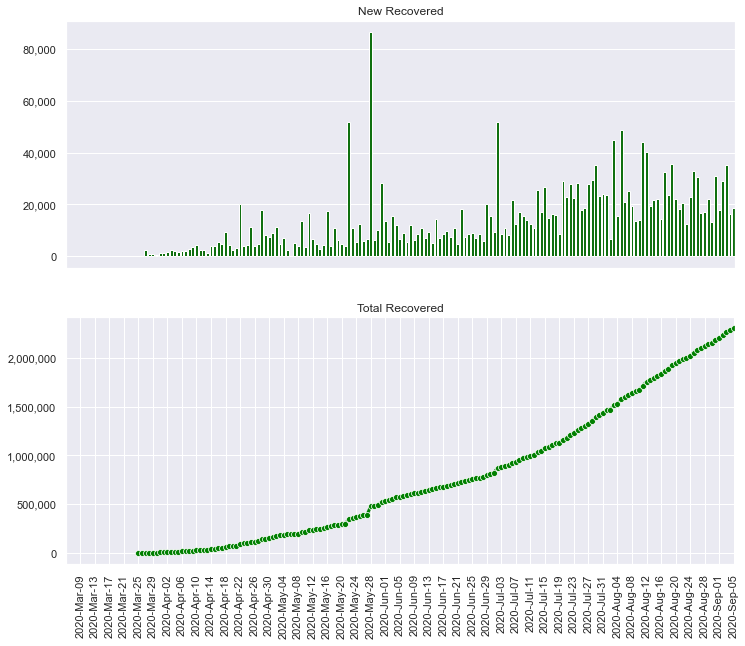 New Recovered
80,000
60,000
40,000
20,000
0
Total Recovered
2,000,000
1,500,000
1,000,000
500,000
0
2020-Mar-09
2020-Mar-13
2020-Mar-17
2020-Mar-21
2020-Mar-25
2020-Mar-29
2020-Apr-02
2020-Apr-06
2020-Apr-10
2020-Apr-14
2020-Apr-18
2020-Apr-22
2020-Apr-26
2020-Apr-30
2020-May-04
2020-May-08
2020-May-12
2020-May-16
2020-May-20
2020-May-24
2020-May-28
2020-Jun-01
2020-Jun-05
2020-Jun-09
2020-Jun-13
2020-Jun-17
2020-Jun-21
2020-Jun-25
2020-Jun-29
2020-Jul-03
2020-Jul-07
2020-Jul-11
2020-Jul-15
2020-Jul-19
2020-Jul-23
2020-Jul-27
2020-Jul-31
2020-Aug-04
2020-Aug-08
2020-Aug-12
2020-Aug-16
2020-Aug-20
2020-Aug-24
2020-Aug-28
2020-Sep-01
2020-Sep-05